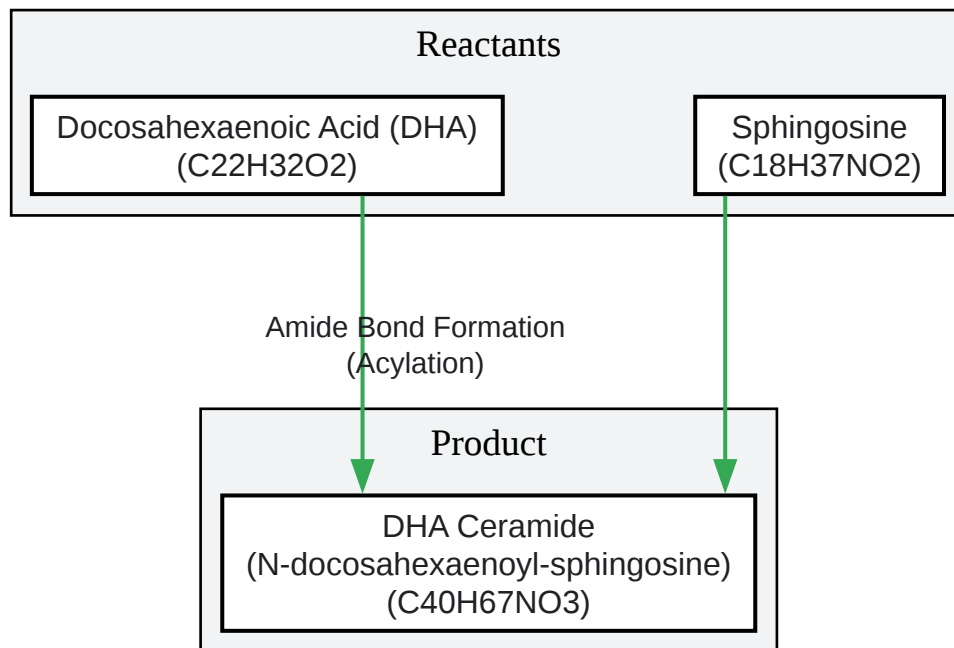 Reactants
Docosahexaenoic Acid (DHA)
(C22H32O2)
Sphingosine
(C18H37NO2)
Amide Bond Formation
(Acylation)
Product
DHA Ceramide
(N-docosahexaenoyl-sphingosine)
(C40H67NO3)